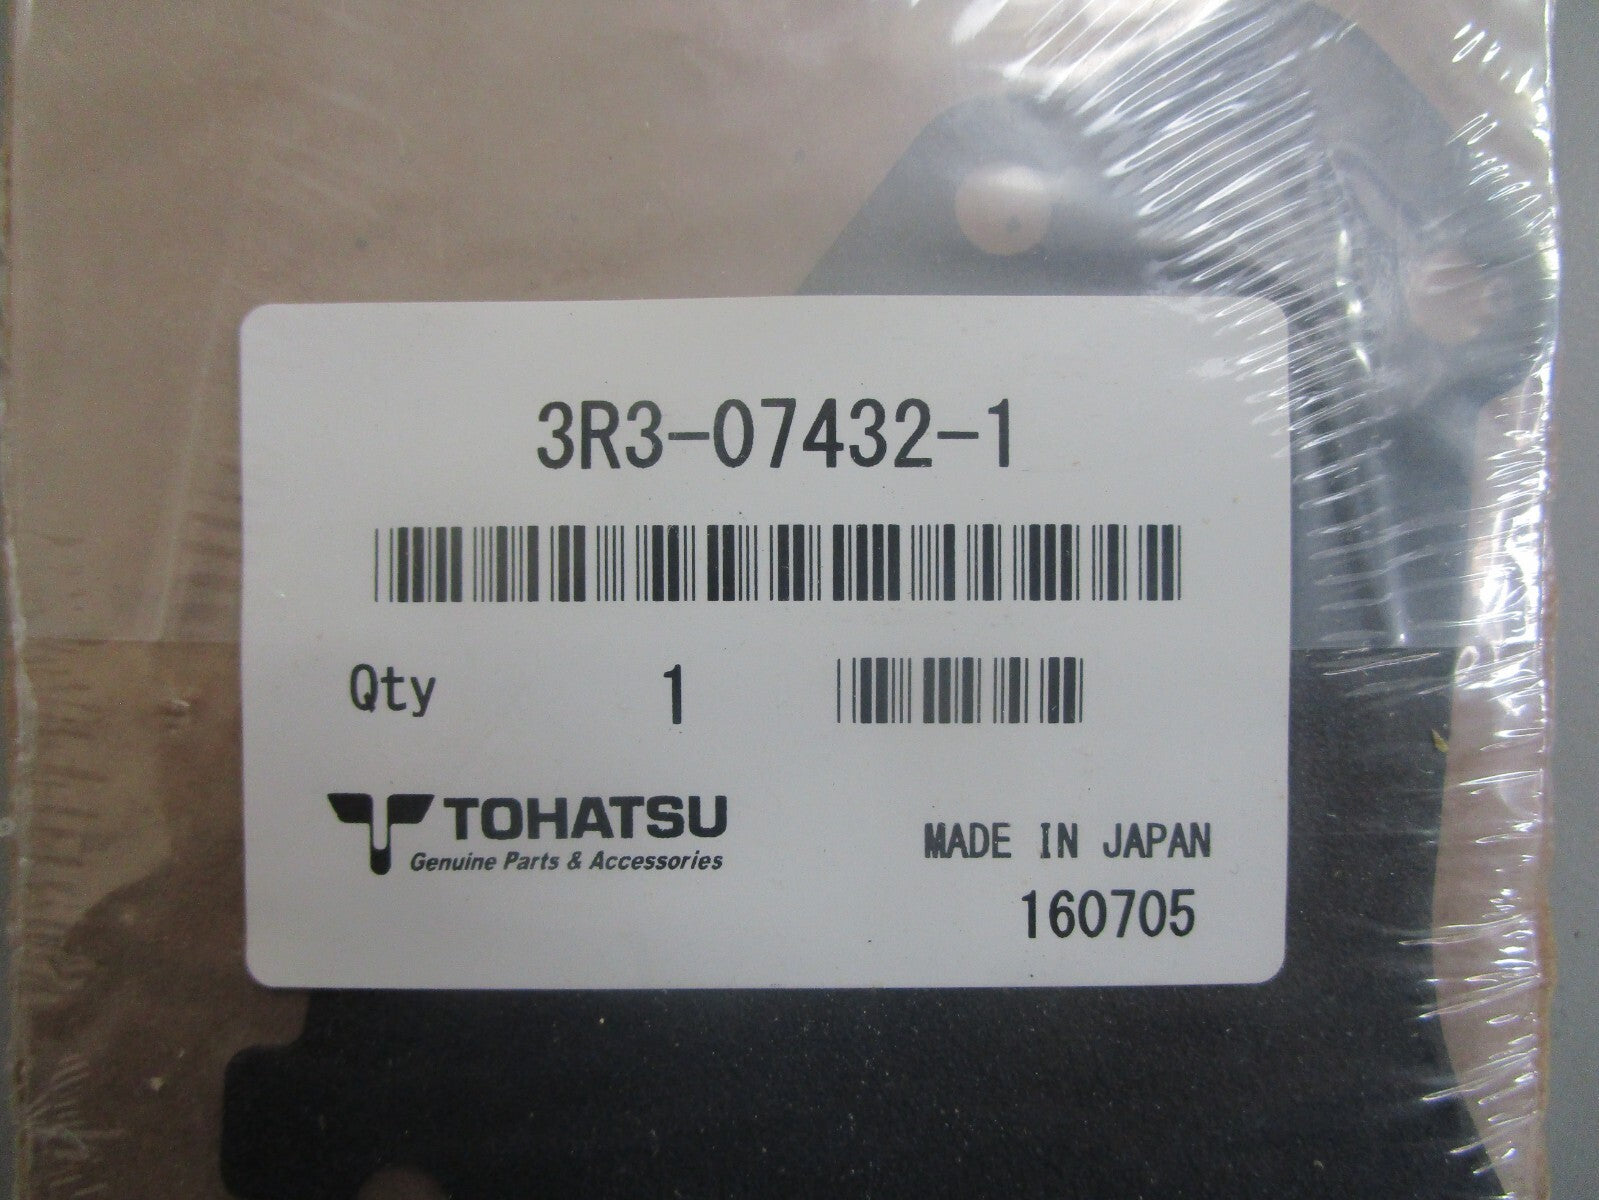 3R3-07432-1
Qty 1
TOHATSU
Genuine Parts & Accessories
MADE IN JAPAN
160705